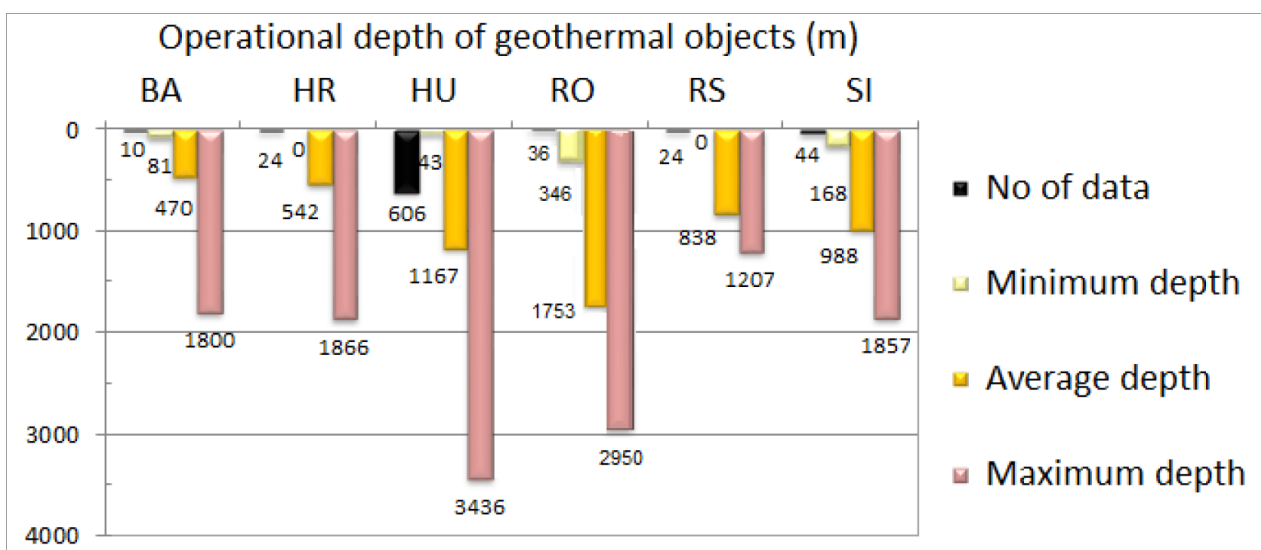 Operational depth of geothermal objects (m)
BA HR HU RO RS SI
0
1000
2000
3000
4000
10 81 470 1800
24 0 542 1866
606 43 1167 3436
36 346 1753 2950
24 0 838 1207
44 168 988 1857
No of data
Minimum depth
Average depth
Maximum depth